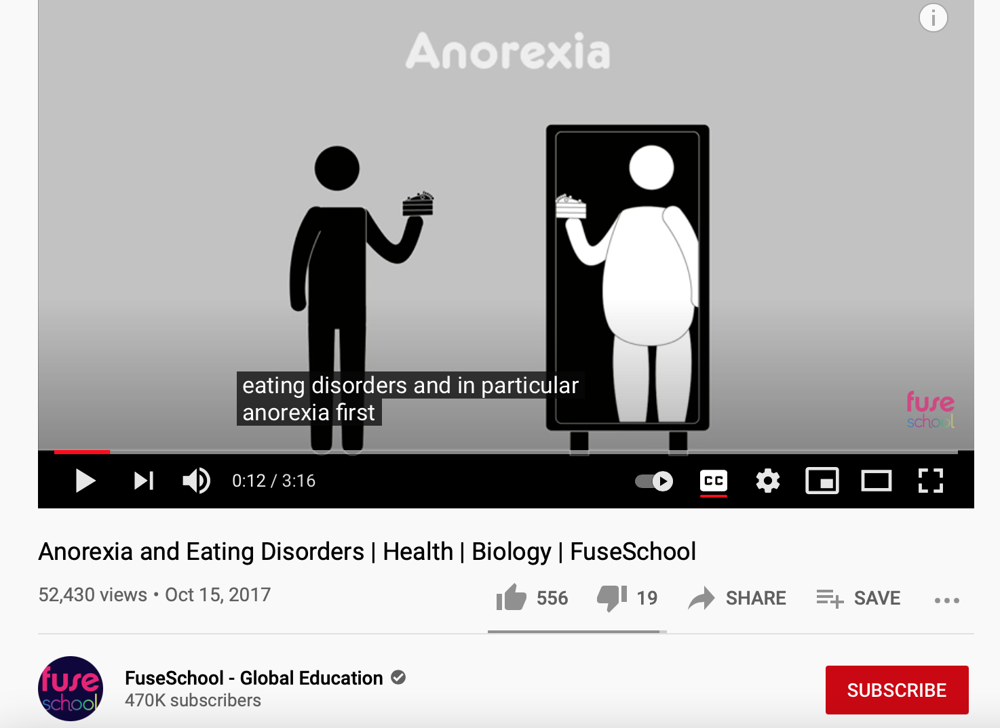 Anorexia
i
eating disorders and in particular
anorexia first
fuse
school
0:12 / 3:16
CC
Anorexia and Eating Disorders | Health | Biology | FuseSchool
52,430 views • Oct 15, 2017
556
19
SHARE
SAVE
fuse
school
FuseSchool - Global Education
470K subscribers
SUBSCRIBE